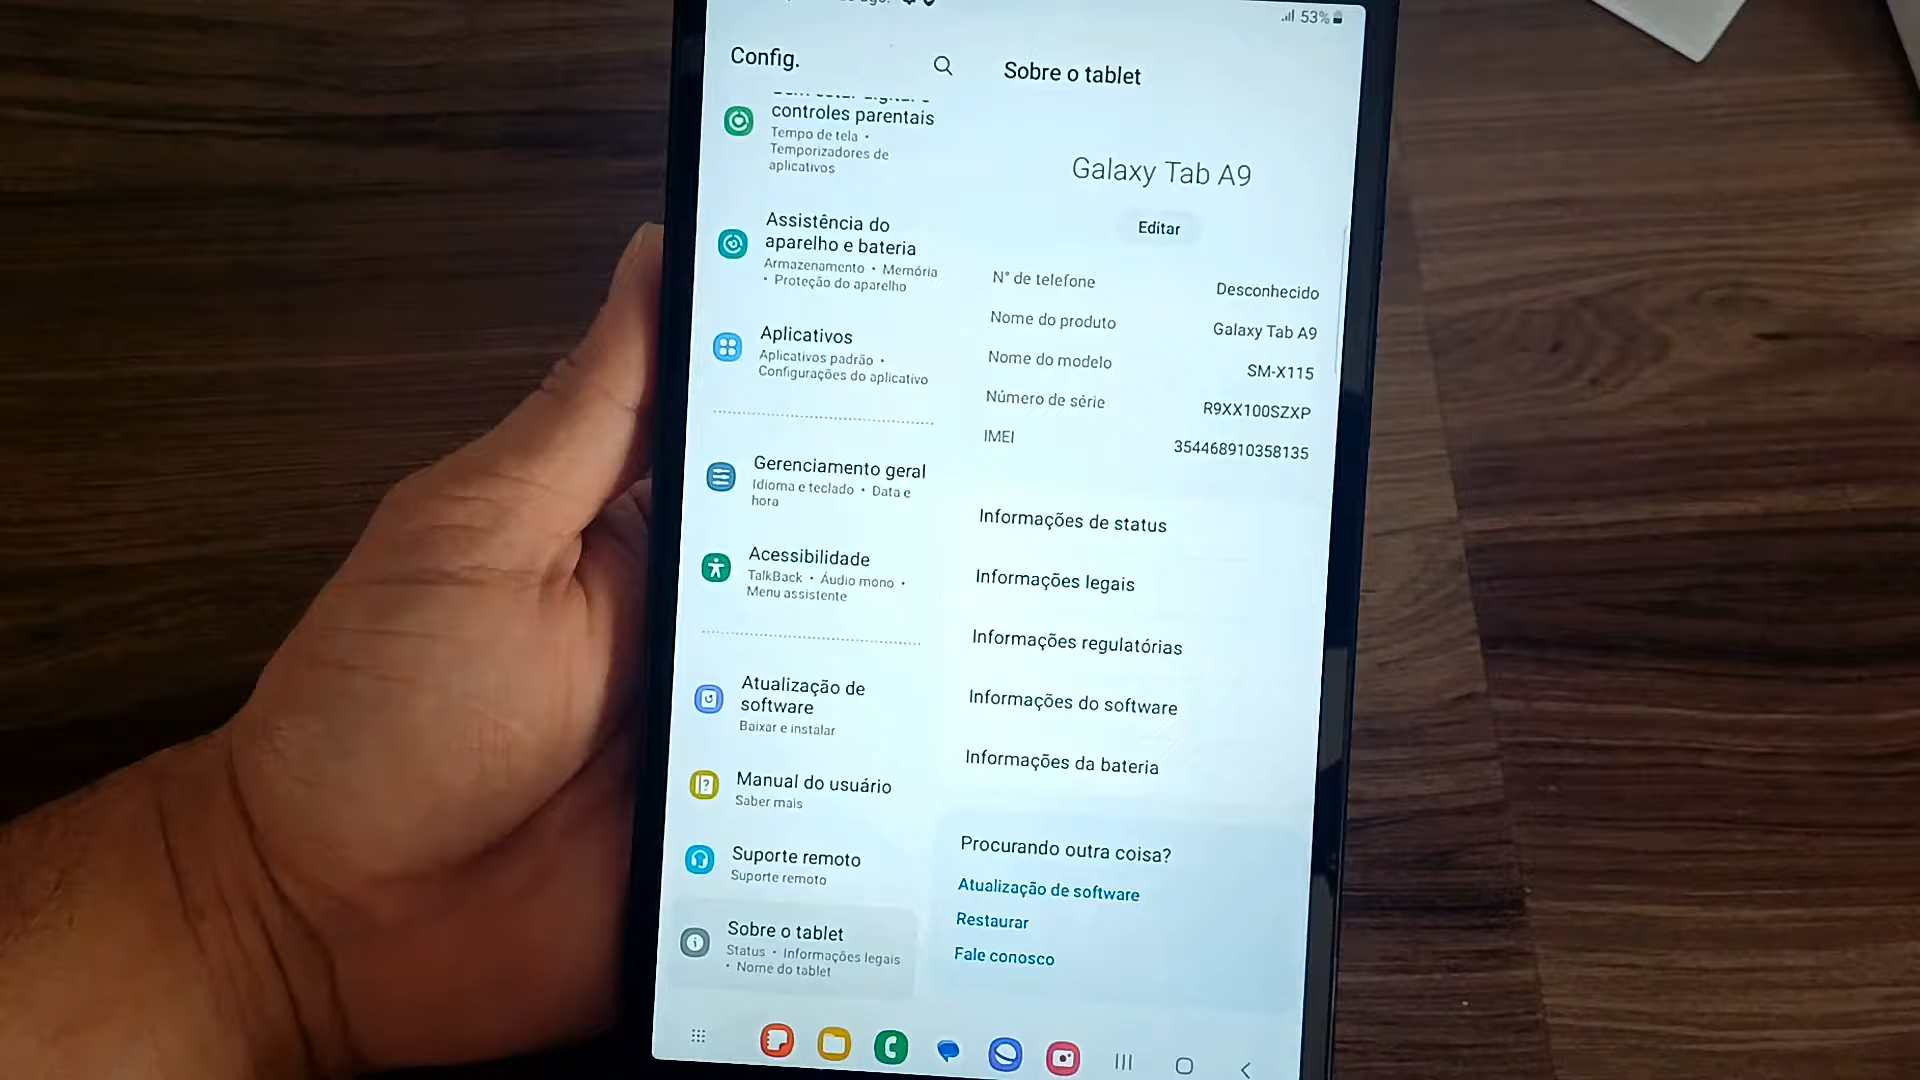 53%
Config.
controles parentais
Tempo de tela •
Temporizadores de
aplicativos
Assistência do
aparelho e bateria
Armazenamento • Memória
• Proteção do aparelho
Aplicativos
Aplicativos padrão •
Configurações do aplicativo
Gerenciamento geral
Idioma e teclado • Data e
hora
Acessibilidade
TalkBack • Áudio mono •
Menu assistente
Atualização de
software
Baixar e instalar
Manual do usuário
Saber mais
Suporte remoto
Suporte remoto
Sobre o tablet
Status • Informações legais
• Nome do tablet
Sobre o tablet
Galaxy Tab A9
Editar
N° de telefone Desconhecido
Nome do produto Galaxy Tab A9
Nome do modelo SM-X115
Número de série R9XX100SZXP
IMEI 354468910358135
Informações de status
Informações legais
Informações regulatórias
Informações do software
Informações da bateria
Procurando outra coisa?
Atualização de software
Restaurar
Fale conosco